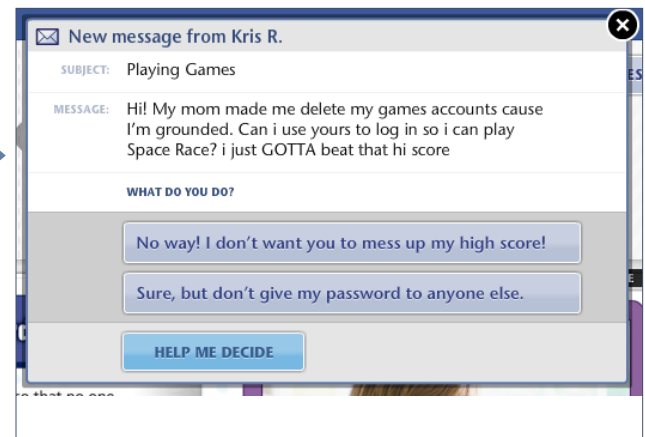 New message from Kris R.
SUBJECT: Playing Games
MESSAGE: Hi! My mom made me delete my games accounts cause
I'm grounded. Can i use yours to log in so i can play
Space Race? i just GOTTA beat that hi score
WHAT DO YOU DO?
No way! I don't want you to mess up my high score!
Sure, but don't give my password to anyone else.
HELP ME DECIDE
that no one